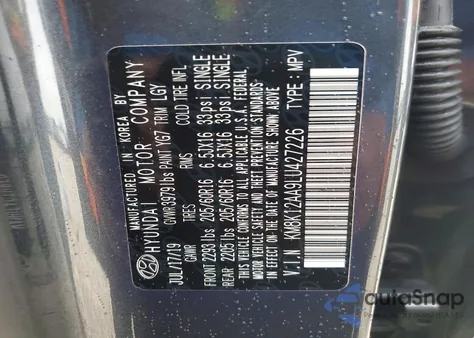 MANUFACTURED IN KOREA BY
HYUNDAI MOTOR COMPANY
JUL/17/19 GVWR 3979 lbs PAINT: YG7 TRIM LGY
TIRES RIMS COLD TIRE INFL
FRONT 2293 lbs 205/60R16 6.5JX16 33psi SINGLE
REAR 2205 lbs 205/60R16 6.5JX16 33psi SINGLE
THIS VEHICLE CONFORMS TO ALL APPLICABLE U.S.A. FEDERAL
MOTOR VEHICLE SAFETY, BUMPER, AND THEFT PREVENTION STANDARDS
IN EFFECT ON THE DATE OF MANUFACTURE SHOWN ABOVE
V.I.N : KM8K12AA9LU427226 TYPE : MPV
autoSnap